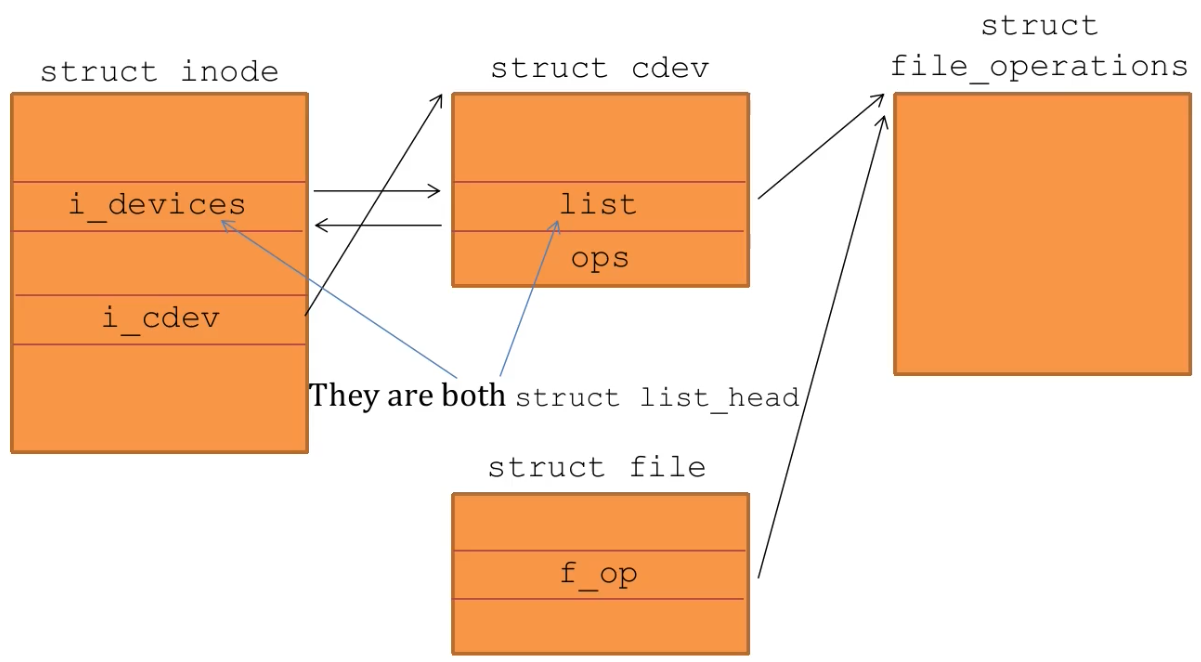 struct inode
i_devices
i_cdev
struct cdev
list
ops
struct
file_operations
They are both struct list_head
struct file
f_op